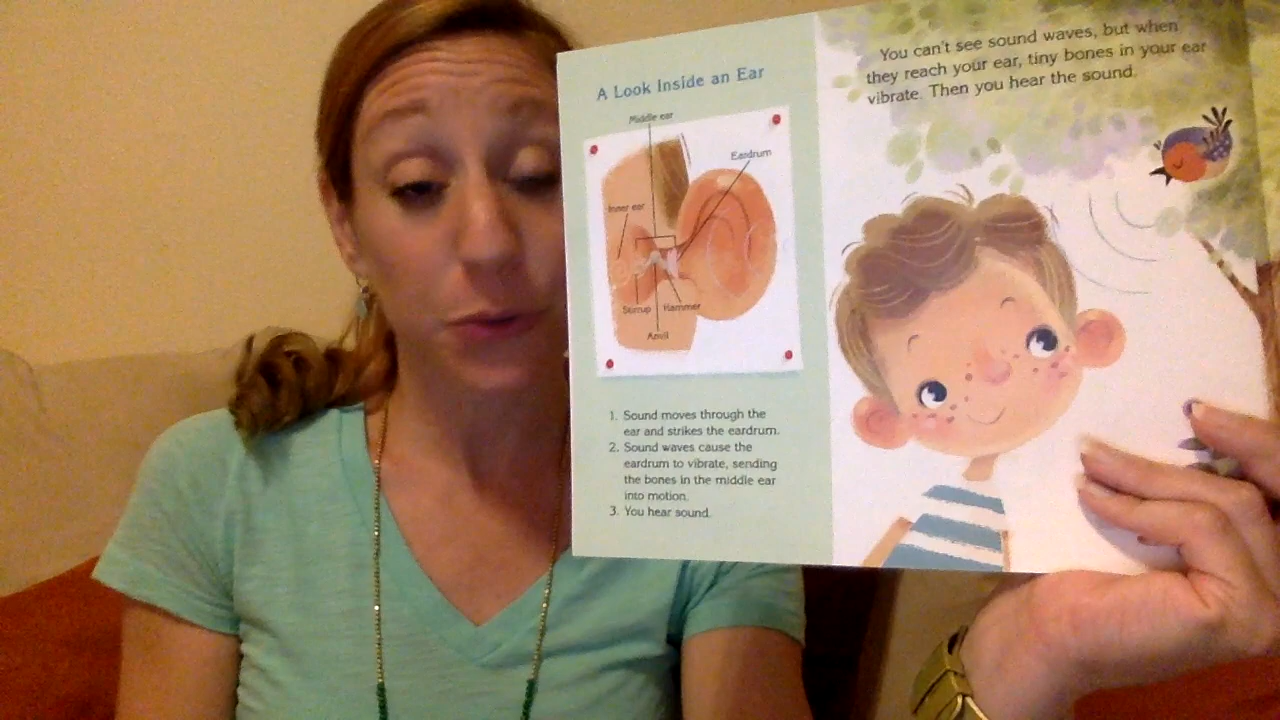 A Look Inside an Ear
Middle ear
Eardrum
Inner ear
Stirrup Hammer
Anvil
1. Sound moves through the
ear and strikes the eardrum.
2. Sound waves cause the
eardrum to vibrate, sending
the bones in the middle ear
into motion.
3. You hear sound.
You can't see sound waves, but when
they reach your ear, tiny bones in your ear
vibrate. Then you hear the sound.